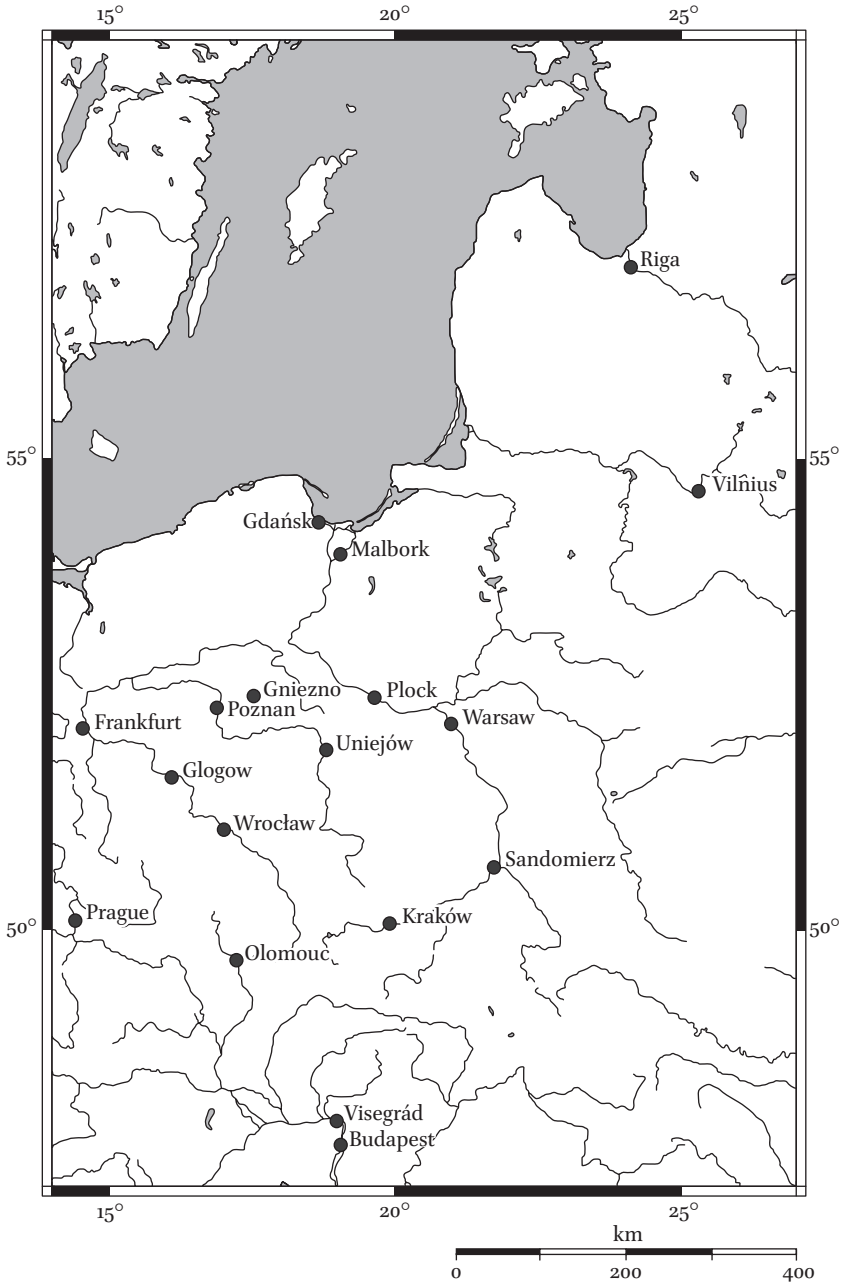 15° 20° 25°
Riga
55° 55°
Vilnius
Gdańsk
Malbork
Gniezno
Plock
Poznan
Warsaw
Frankfurt
Uniejów
Glogow
Wrocław
Sandomierz
Prague
Kraków
50° 50°
Olomouc
Visegrád
Budapest
15° 20° 25°
km
0 200 400